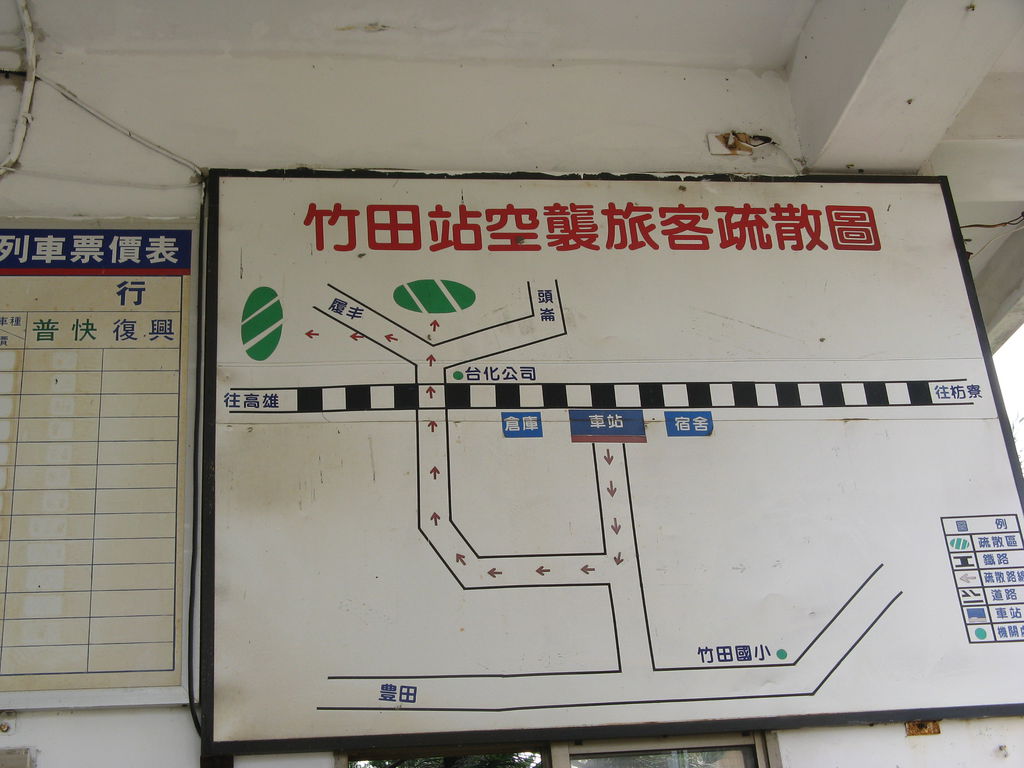 竹田站空襲旅客疏散圖
列車票價表
行
車種
普快復興
履丰
頭崙
台化公司
往高雄
往枋寮
倉庫
車站
宿舍
圖例
疏散區
鐵路
疏散路線
道路
車站
機關
竹田國小
豊田